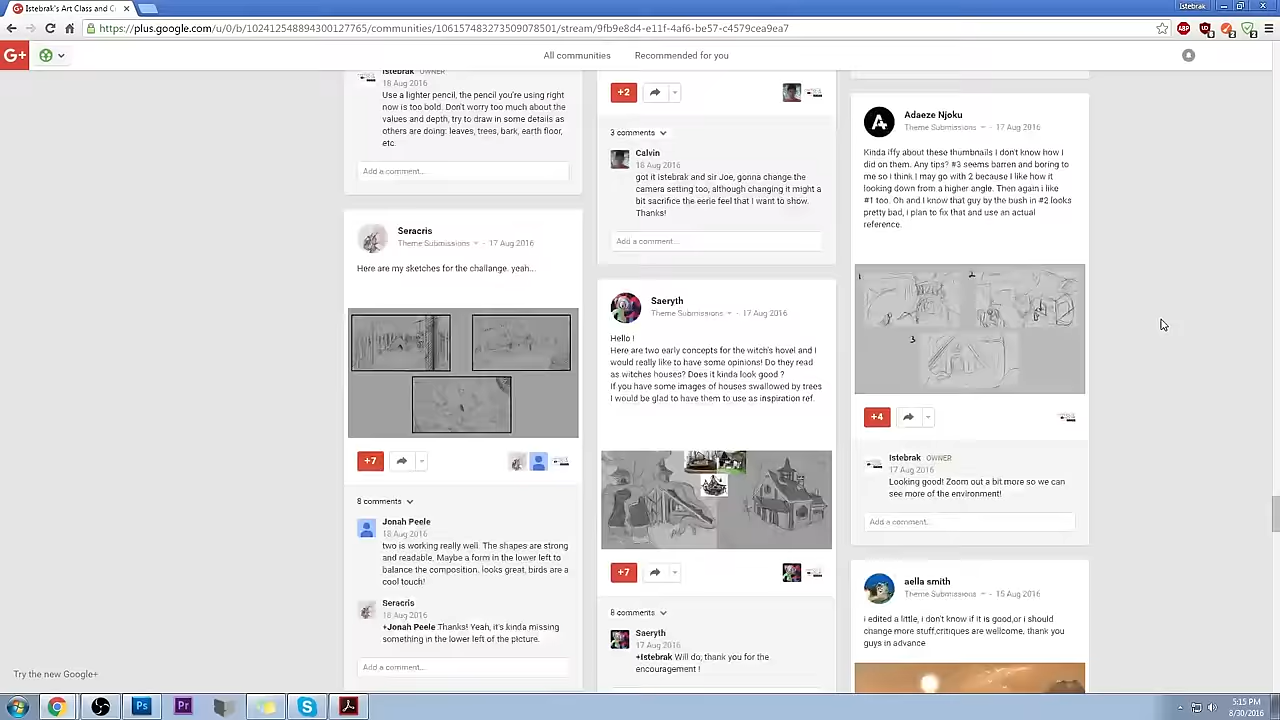 Istebrak's Art Class and C
Istebrak
https://plus.google.com/u/0/b/102412548894300127765/communities/106157483273509078501/stream/9fb9e8d4-e11f-4af6-be57-c4579cea9ea7
G+
All communities
Recommended for you
Istebrak OWNER
18 Aug 2016
Use a lighter pencil, the pencil you're using right
now is too bold. Don't worry too much about the
values and depth, try to draw in some details as
others are doing: leaves, trees, bark, earth floor,
etc.
Add a comment...
Seracris
Theme Submissions - 17 Aug 2016
Here are my sketches for the challange. yeah...
+7
8 comments
Jonah Peele
18 Aug 2016
two is working really well. The shapes are strong
and readable. Maybe a form in the lower left to
balance the composition. looks great, birds are a
cool touch!
Seracris
18 Aug 2016
+Jonah Peele Thanks! Yeah, it's kinda missing
something in the lower left of the picture.
Add a comment...
+2
3 comments
Calvin
18 Aug 2016
got it Istebrak and sir Joe, gonna change the
camera setting too, although changing it might a
bit sacrifice the eerie feel that I want to show.
Thanks!
Add a comment...
Saeryth
Theme Submissions - 17 Aug 2016
Hello !
Here are two early concepts for the witch's hovel and I
would really like to have some opinions! Do they read
as witches houses? Does it kinda look good ?
If you have some images of houses swallowed by trees
I would be glad to have them to use as inspiration ref.
+7
8 comments
Saeryth
17 Aug 2016
+Istebrak Will do, thank you for the
encouragement !
A
Adaeze Njoku
Theme Submissions - 17 Aug 2016
Kinda iffy about these thumbnails I don't know how I
did on them. Any tips? #3 seems barren and boring to
me so I think I may go with 2 because I like how it
looking down from a higher angle. Then again i like
#1 too. Oh and I know that guy by the bush in #2 looks
pretty bad, I plan to fix that and use an actual
reference.
1
2
3
+4
Istebrak OWNER
17 Aug 2016
Looking good! Zoom out a bit more so we can
see more of the environment!
Add a comment...
aella smith
Theme Submissions - 15 Aug 2016
i edited a little, i don't know if it is good,or i should
change more stuff,critiques are wellcome, thank you
guys in advance
Try the new Google+
Ps
Pr
5:15 PM
8/30/2016